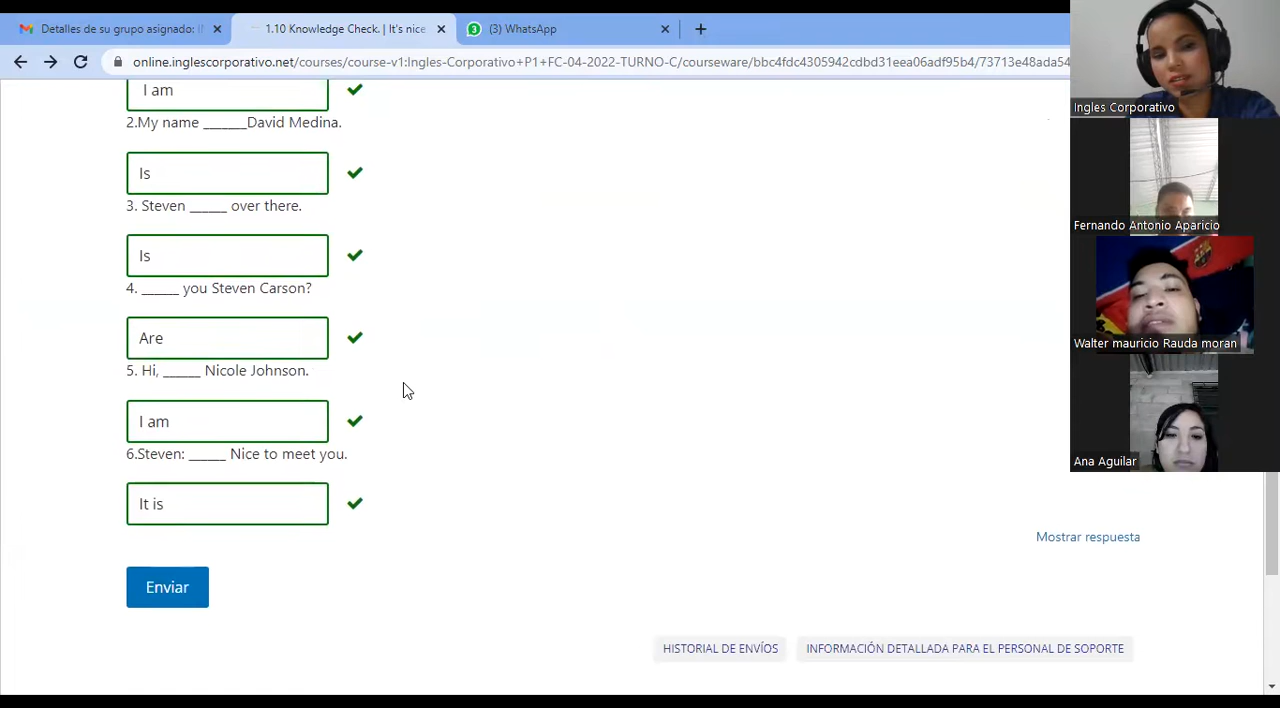 Detalles de su grupo asignado: I
1.10 Knowledge Check. | It's nice
3
(3) WhatsApp
online.inglescorporativo.net/courses/course-v1:Ingles-Corporativo+P1+FC-04-2022-TURNO-C/courseware/bbc4fdc4305942cdbd31eea06adf95b4/73713e48ada54
I am
2.My name _______David Medina.
Is
3. Steven ______ over there.
Is
4. ______ you Steven Carson?
Are
5. Hi, ______ Nicole Johnson.
I am
6.Steven: ______ Nice to meet you.
It is
Mostrar respuesta
Enviar
HISTORIAL DE ENVÍOS
INFORMACIÓN DETALLADA PARA EL PERSONAL DE SOPORTE
Ingles Corporativo
Fernando Antonio Aparicio
Walter mauricio Rauda moran
Ana Aguilar